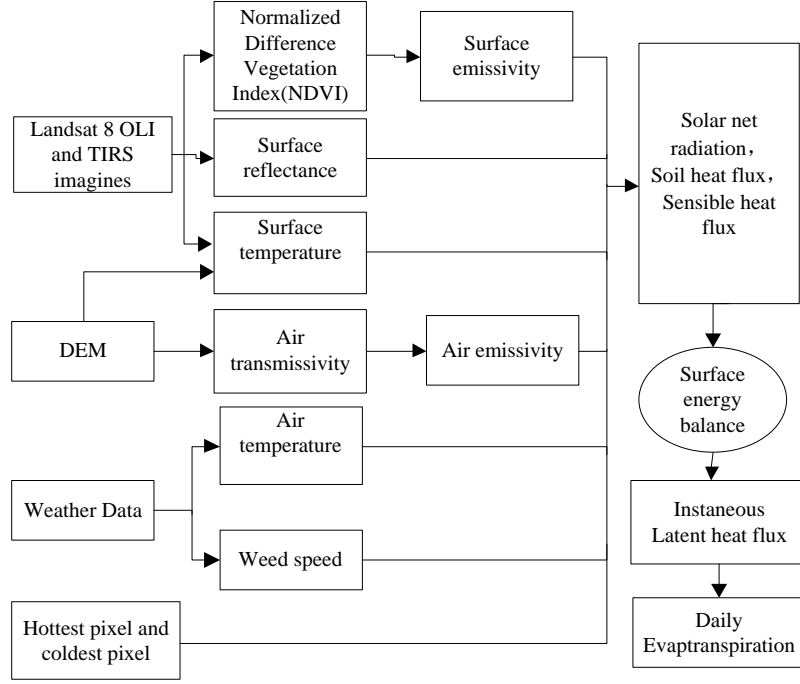 Normalized
Difference
Vegetation
Index(NDVI)
Surface
emissivity
Landsat 8 OLI
and TIRS
imagines
Surface
reflectance
Surface
temperature
Solar net
radiation，
Soil heat flux，
Sensible heat
flux
DEM
Air
transmissivity
Air emissivity
Surface
energy
balance
Air
temperature
Weather Data
Weed speed
Instaneous
Latent heat flux
Hottest pixel and
coldest pixel
Daily
Evaptranspiration